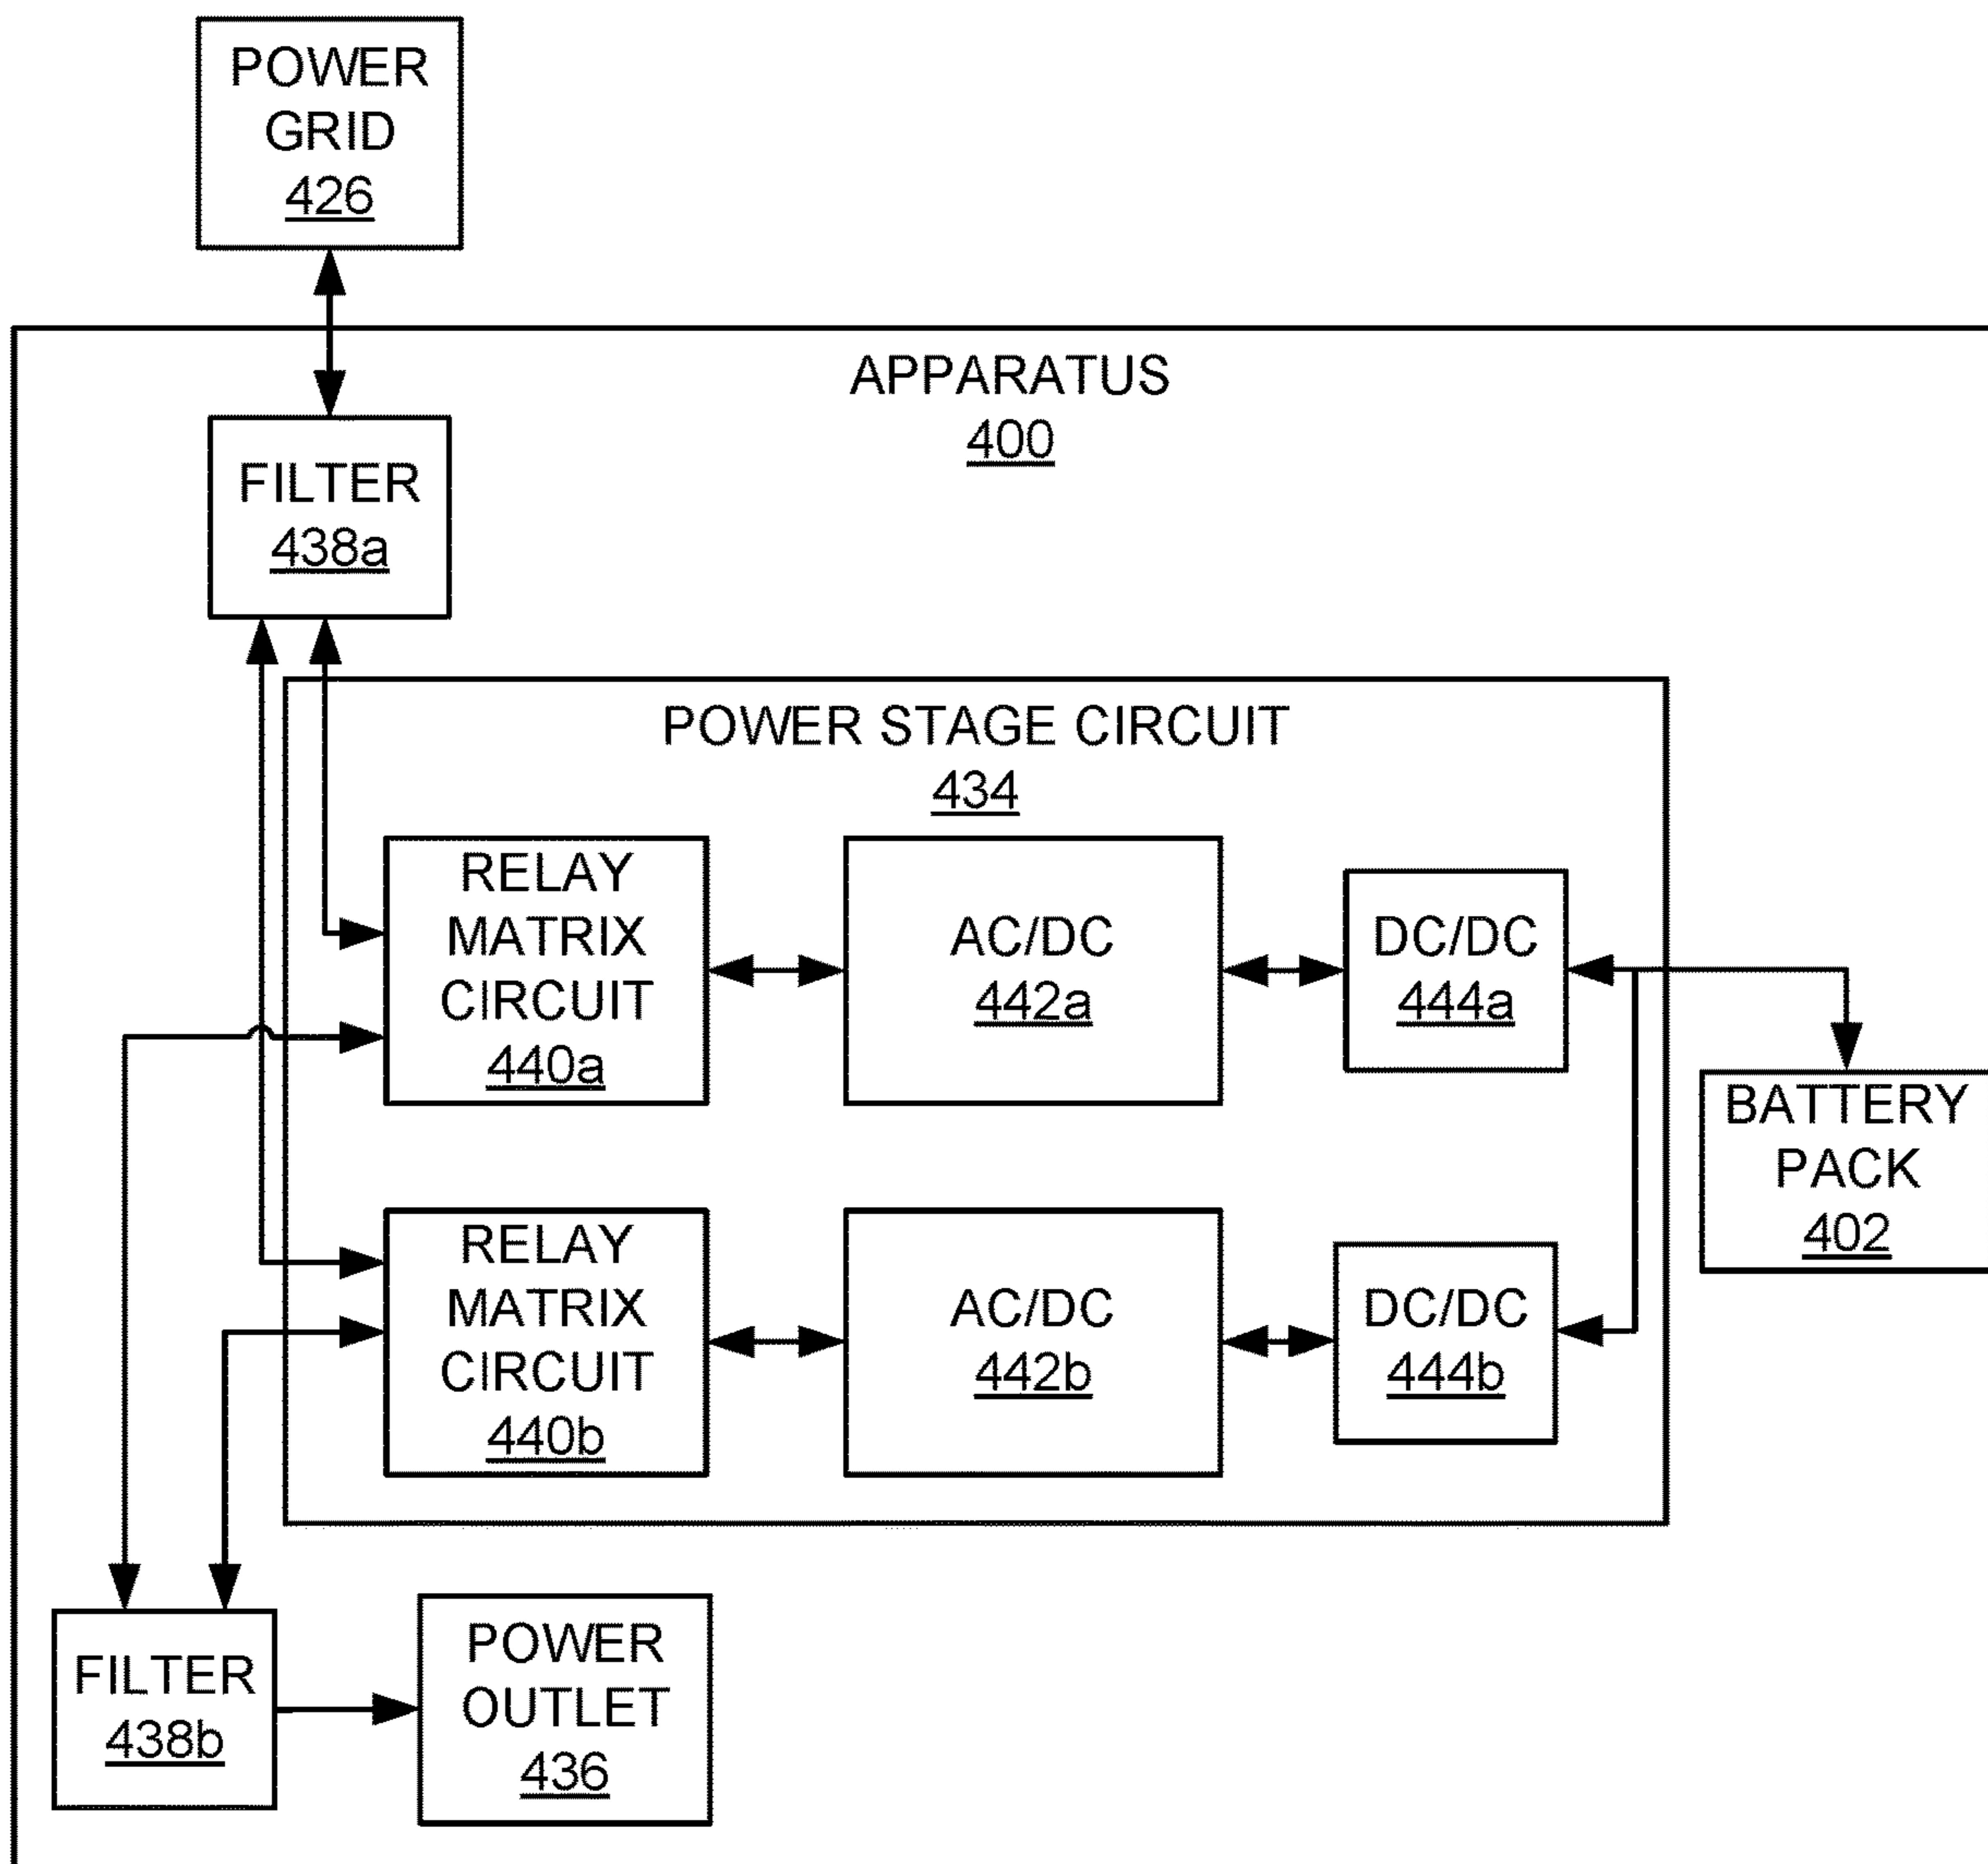 POWER
GRID
426
APPARATUS
400
FILTER
438a
POWER STAGE CIRCUIT
434
RELAY
MATRIX
CIRCUIT
440a
AC/DC
442a
DC/DC
444a
BATTERY
PACK
402
RELAY
MATRIX
CIRCUIT
440b
AC/DC
442b
DC/DC
444b
FILTER
438b
POWER
OUTLET
436